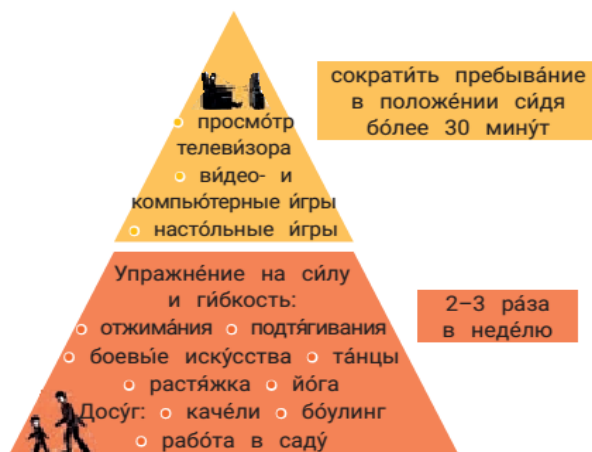 просмо́тр
телеви́зора
ви́део- и
компью́терные и́гры
насто́льные и́гры
сократи́ть пребыва́ние
в положе́нии си́дя
бо́лее 30 мину́т
Упражне́ние на си́лу
и ги́бкость:
отжима́ния подтя́гивания
боевы́е иску́сства та́нцы
растя́жка йо́га
Досу́г: каче́ли бо́улинг
рабо́та в саду́
2–3 ра́за
в неде́лю